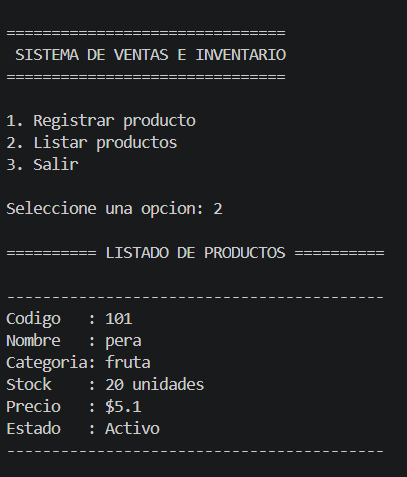 ===============================
SISTEMA DE VENTAS E INVENTARIO
===============================
1. Registrar producto
2. Listar productos
3. Salir
Seleccione una opcion: 2
========== LISTADO DE PRODUCTOS ==========
------------------------------------------
Codigo   : 101
Nombre   : pera
Categoria: fruta
Stock    : 20 unidades
Precio   : $5.1
Estado   : Activo
------------------------------------------